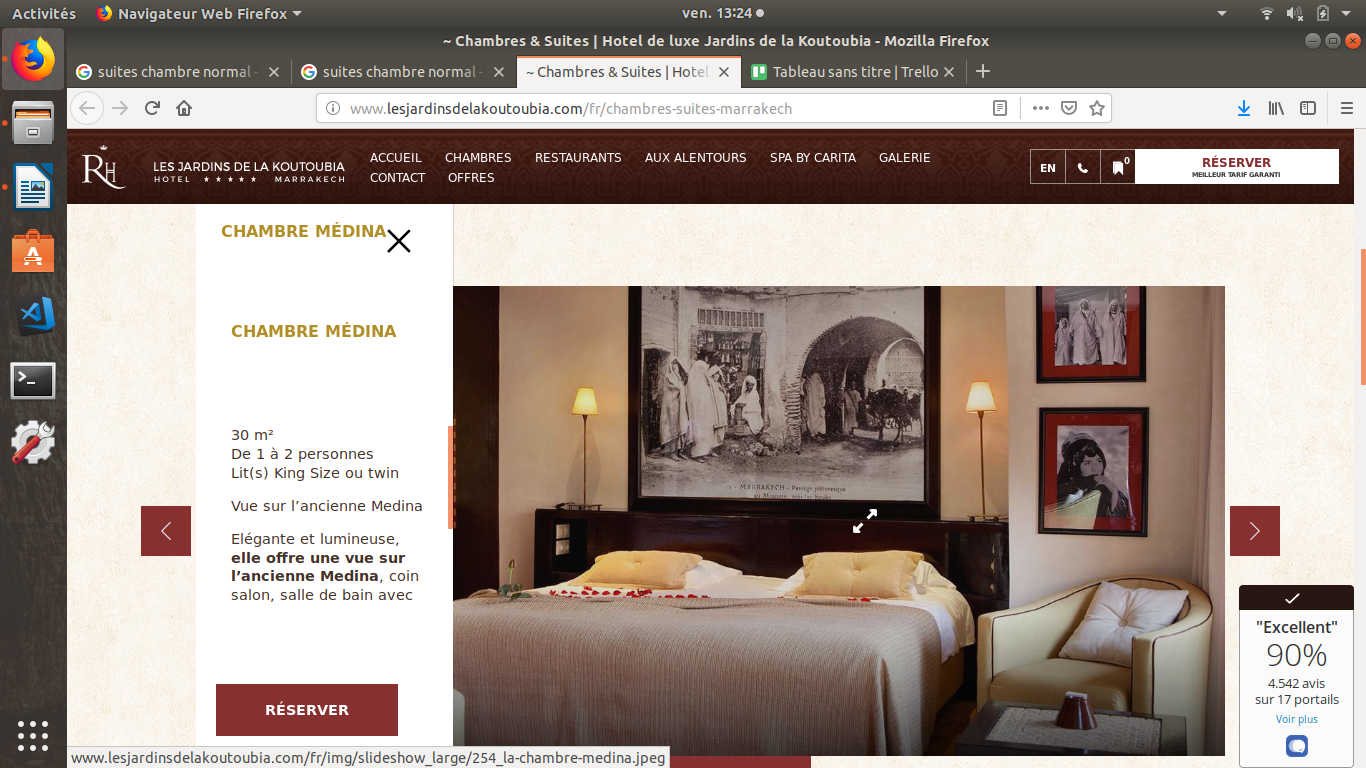 Activités
Navigateur Web Firefox
ven. 13:24
~ Chambres & Suites | Hotel de luxe Jardins de la Koutoubia - Mozilla Firefox
suites chambre normal -
suites chambre normal -
~ Chambres & Suites | Hotel
Tableau sans titre | Trello
www.lesjardinsdelakoutoubia.com/fr/chambres-suites-marrakech
RH
LES JARDINS DE LA KOUTOUBIA
HOTEL ★★★★★ MARRAKECH
ACCUEIL CHAMBRES RESTAURANTS AUX ALENTOURS SPA BY CARITA GALERIE
CONTACT OFFRES
EN
0
RÉSERVER
MEILLEUR TARIF GARANTI
CHAMBRE MÉDINA
CHAMBRE MÉDINA
30 m²
De 1 à 2 personnes
Lit(s) King Size ou twin
Vue sur l’ancienne Medina
Elégante et lumineuse,
elle offre une vue sur
l’ancienne Medina, coin
salon, salle de bain avec
RÉSERVER
MARRAKECH - Passage pittoresque
au Mouassin, près les Souks
"Excellent"
90%
4.542 avis
sur 17 portails
Voir plus
www.lesjardinsdelakoutoubia.com/fr/img/slideshow_large/254_la-chambre-medina.jpeg